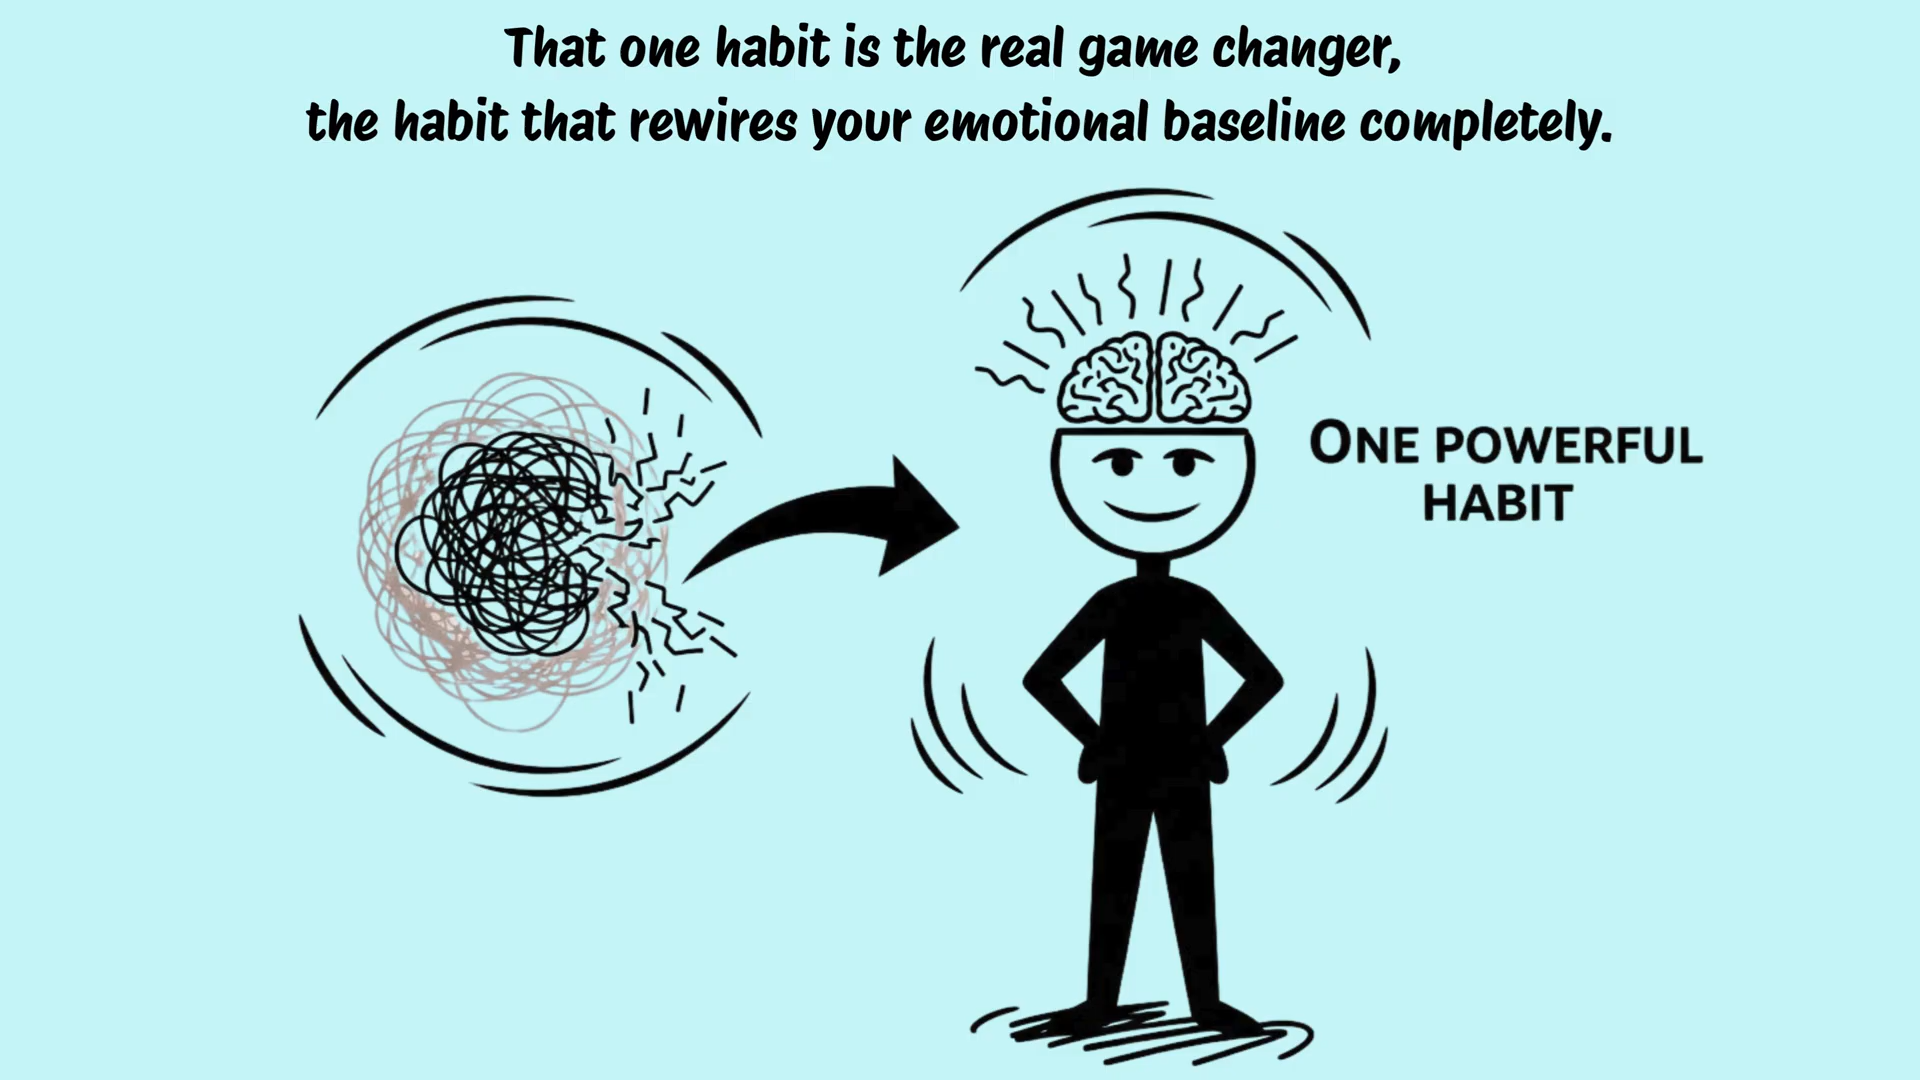 That one habit is the real game changer,
the habit that rewires your emotional baseline completely.
ONE POWERFUL
HABIT